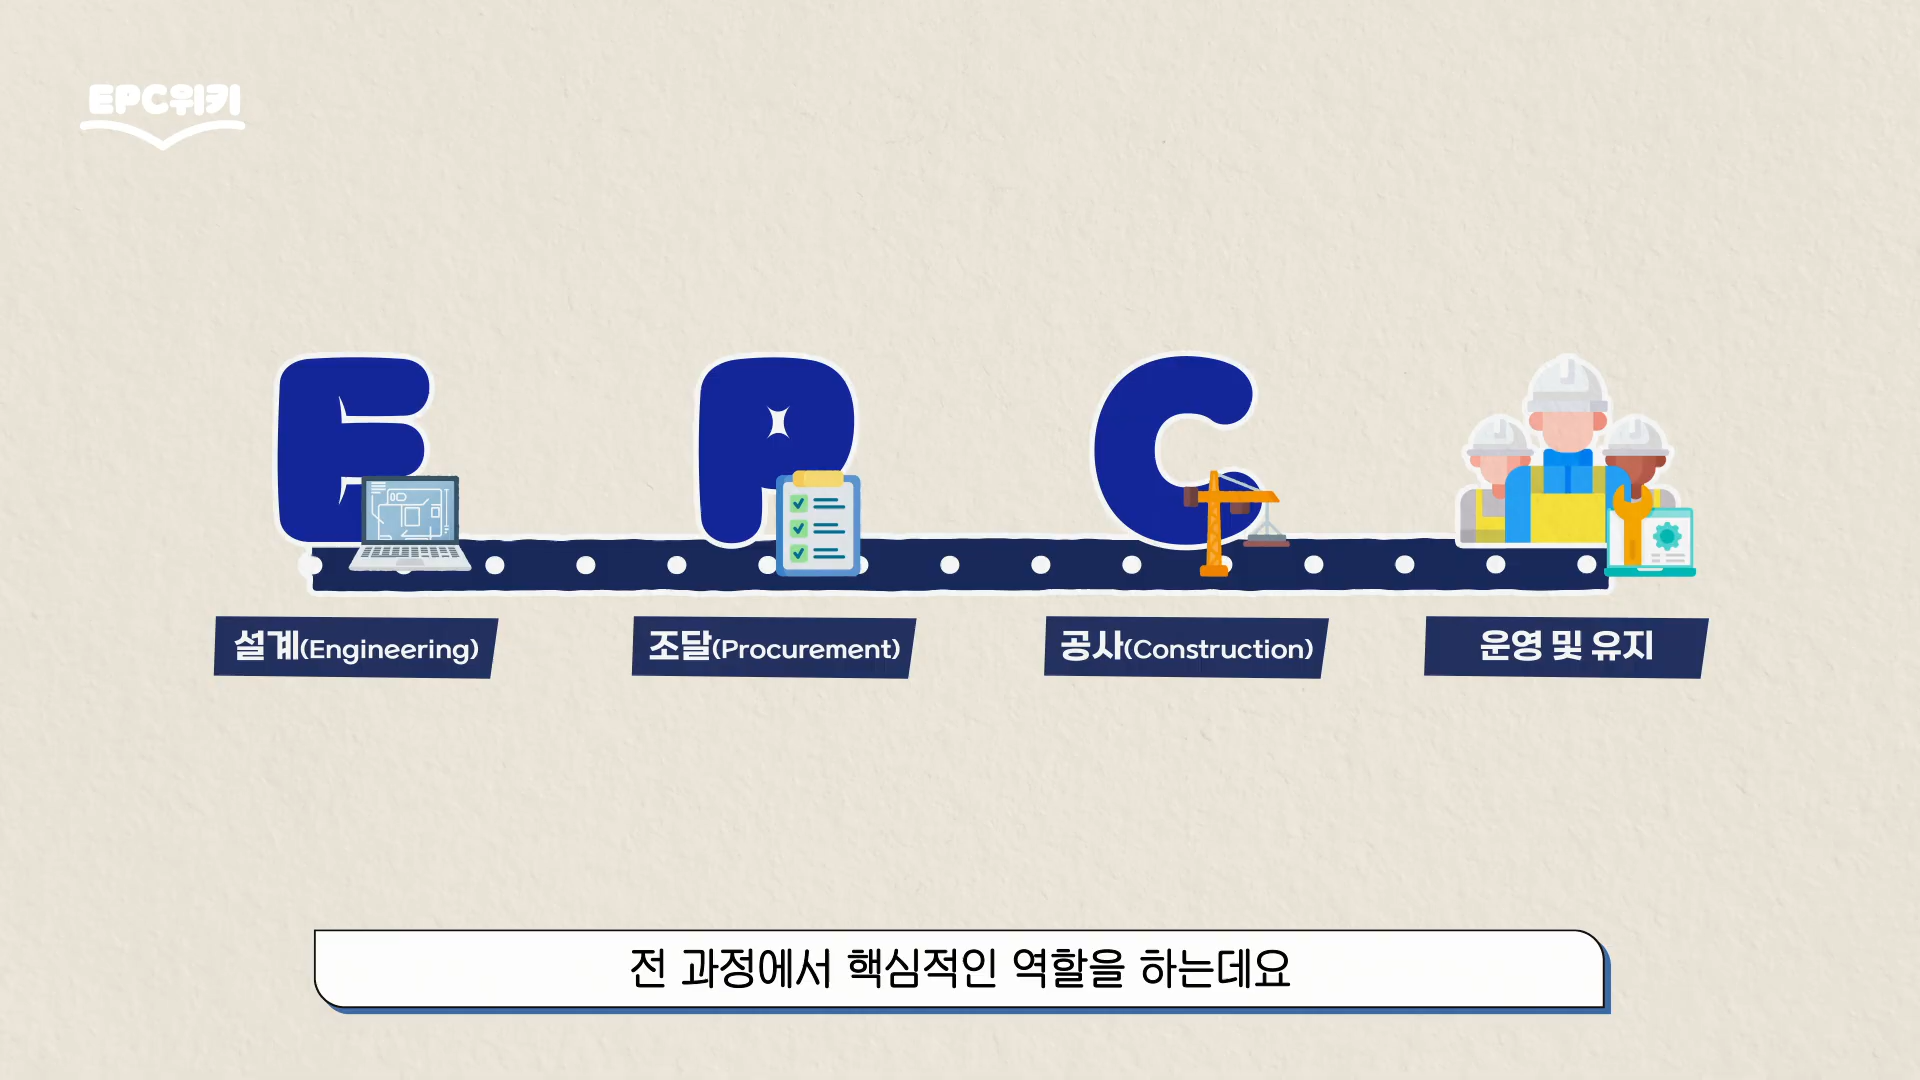 EPC위키
E P C
설계(Engineering)
조달(Procurement)
공사(Construction)
운영 및 유지
전 과정에서 핵심적인 역할을 하는데요